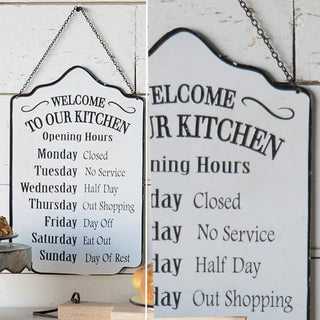 WELCOME
TO OUR KITCHEN
Opening Hours
Monday Closed
Tuesday No Service
Wednesday Half Day
Thursday Out Shopping
Friday Day Off
Saturday Eat Out
Sunday Day Of Rest
ELCOME
UR KITCHEN
ning Hours
day Closed
day No Service
day Half Day
day Out Shopping